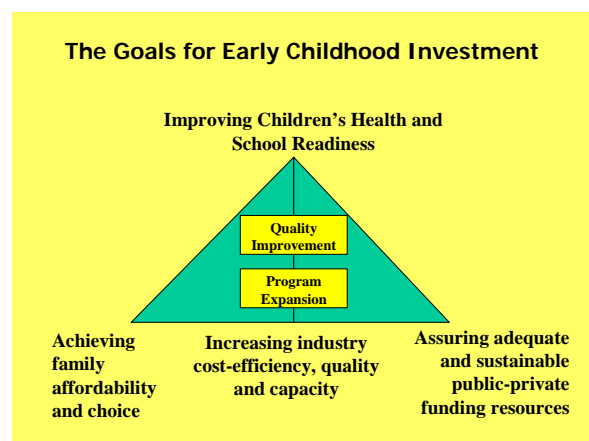 The Goals for Early Childhood Investment
Improving Children's Health and
School Readiness
Quality
Improvement
Program
Expansion
Achieving
family
affordability
and choice
Increasing industry
cost-efficiency, quality
and capacity
Assuring adequate
and sustainable
public-private
funding resources